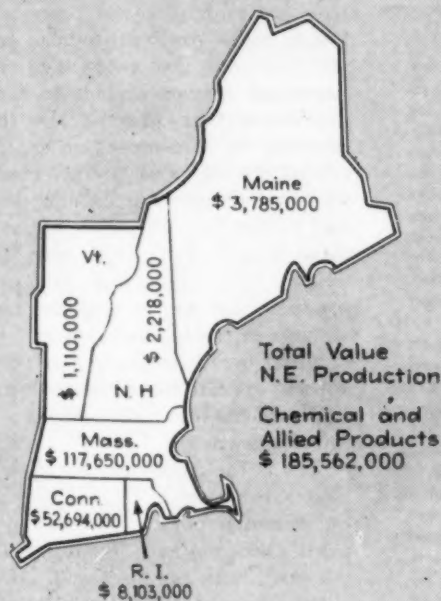 Maine
$ 3,785,000
Vt.
$ 1,110,000
$ 2,218,000
N. H
Total Value
N.E. Production
Chemical and
Allied Products
$ 185,562,000
Mass.
$ 117,650,000
Conn.
$52,694,000
R. I.
$ 8,103,000